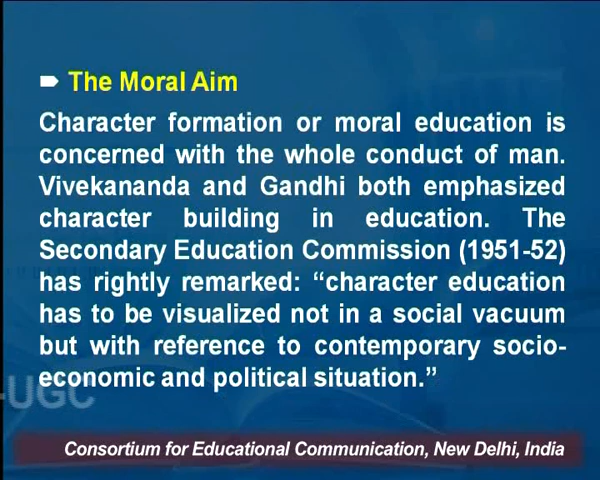 The Moral Aim
Character formation or moral education is
concerned with the whole conduct of man.
Vivekananda and Gandhi both emphasized
character building in education. The
Secondary Education Commission (1951-52)
has rightly remarked: “character education
has to be visualized not in a social vacuum
but with reference to contemporary socio-
economic and political situation.”
-UGC
Consortium for Educational Communication, New Delhi, India